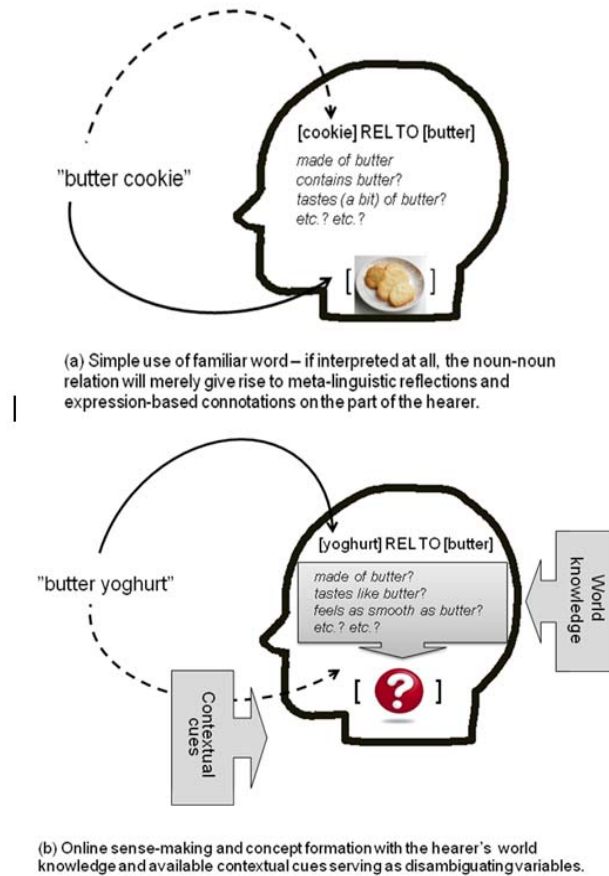 [cookie] REL TO [butter]
made of butter
contains butter?
tastes (a bit) of butter?
etc.? etc.?
"butter cookie"
[ ]
(a) Simple use of familiar word – if interpreted at all, the noun-noun
relation will merely give rise to meta-linguistic reflections and
expression-based connotations on the part of the hearer.
[yoghurt] REL TO [butter]
"butter yoghurt"
made of butter?
tastes like butter?
feels as smooth as butter?
etc.? etc.?
World
knowledge
[ ? ]
Contextual
cues
(b) Online sense-making and concept formation with the hearer's world
knowledge and available contextual cues serving as disambiguating variables.